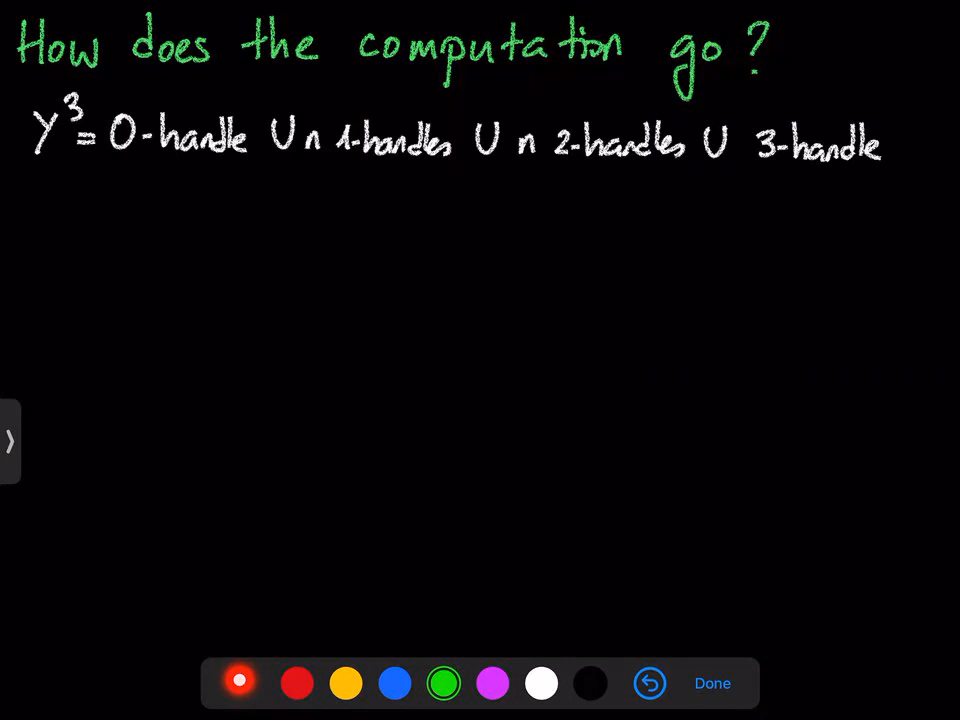 How does the computation go?
Y³ = 0-handle ∪ n 1-handles ∪ n 2-handles ∪ 3-handle
Done